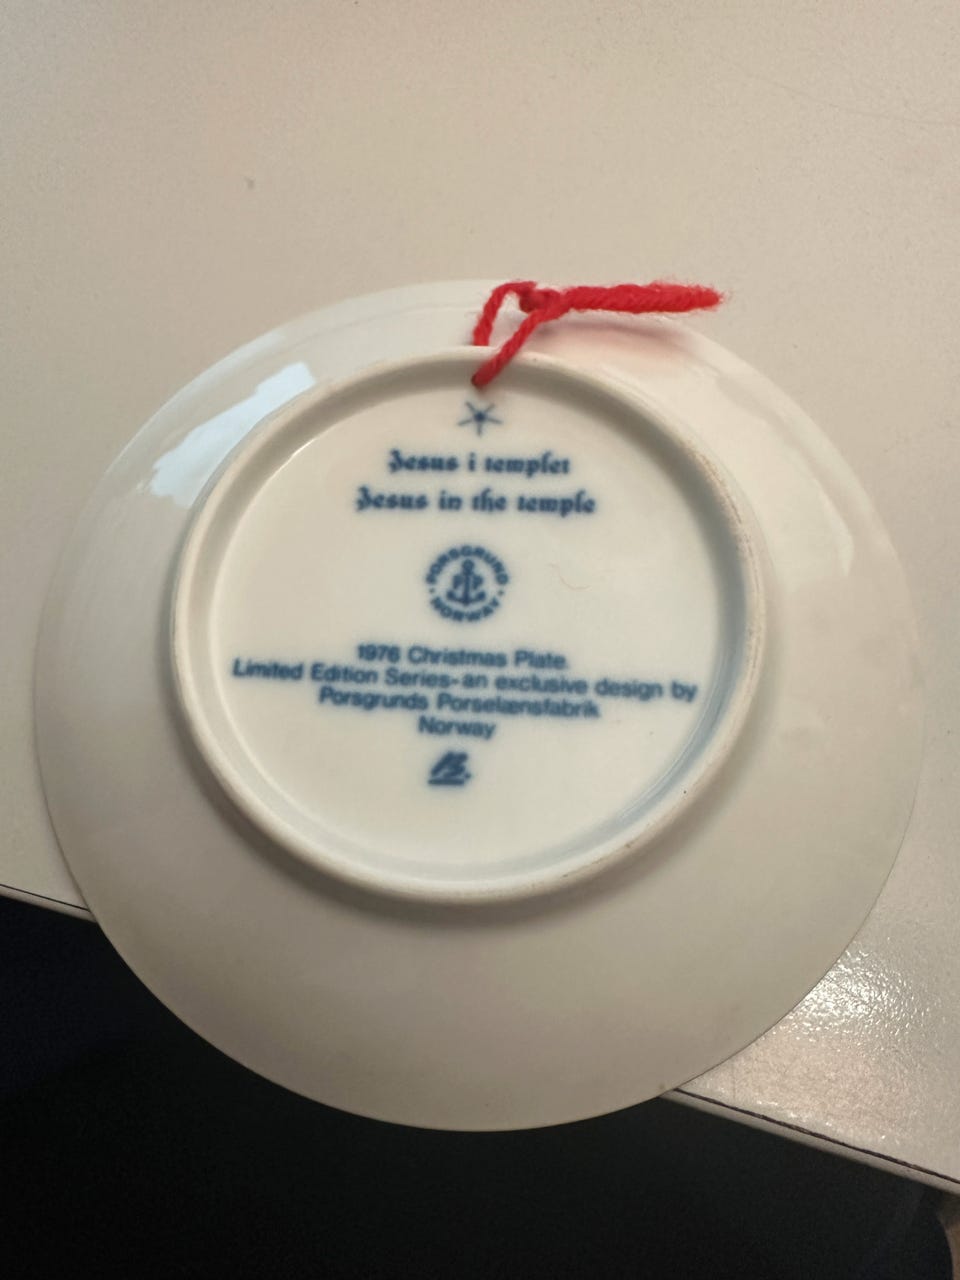 Jesus i templet
Jesus in the temple
PORSGRUND
PP
NORWAY
1976 Christmas Plate
Limited Edition Series-an exclusive design by
Porsgrunds Porselænsfabrik
Norway